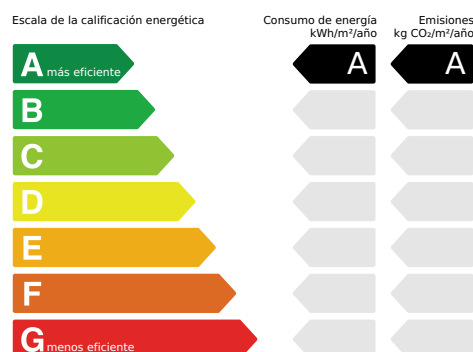 Escala de la calificación energética
Consumo de energía
kWh/m²/año
Emisiones
kg CO₂/m²/año
A más eficiente
A
A
B
C
D
E
F
G menos eficiente